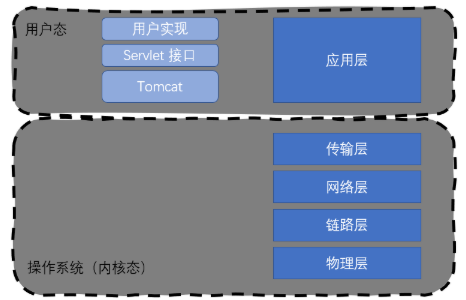 用户态
用户实现
Servlet 接口
Tomcat
应用层
传输层
网络层
链路层
物理层
操作系统（内核态）